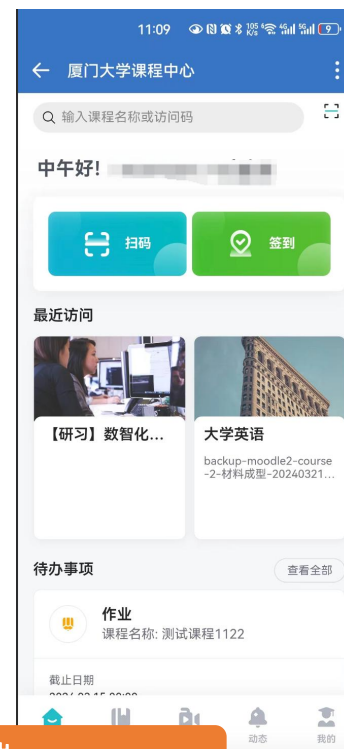 11:09
105
K/s
4G
5G
9
厦门大学课程中心
输入课程名称或访问码
中午好!
扫码
签到
最近访问
【研习】数智化...
大学英语
backup-moodle2-course
-2-材料成型-20240321...
待办事项
查看全部
作业
课程名称: 测试课程1122
截止日期
动态
我的